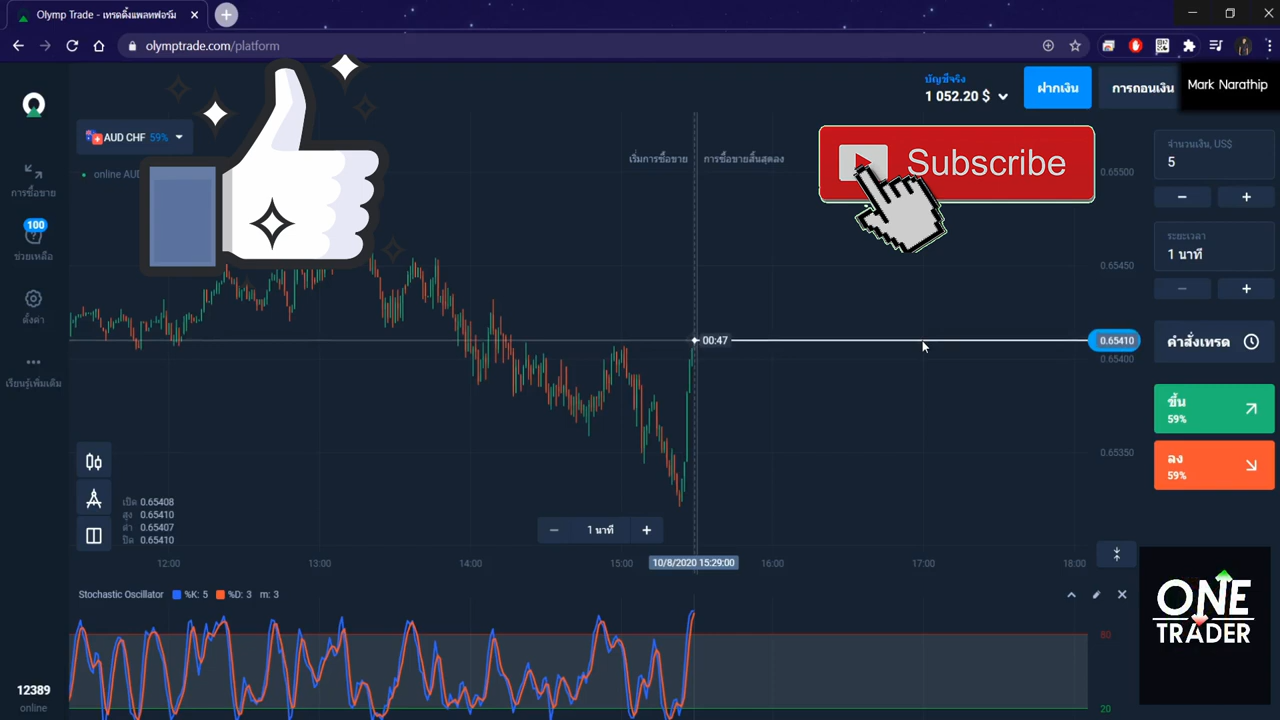 Olymp Trade - เทรดดิ้งแพลทฟอร์ม
olymptrade.com/platform
บัญชีจริง
1 052.20 $
ฝากเงิน
การถอนเงิน
Mark Narathip
AUD CHF 59%
online AUD
เริ่มการซื้อขาย
การซื้อขายสิ้นสุดลง
Subscribe
จำนวนเงิน, US$
5
0.65500
การซื้อขาย
100
ช่วยเหลือ
ระยะเวลา
1 นาที
0.65450
ตั้งค่า
00:47
0.65410
0.65400
คำสั่งเทรด
เรียนรู้เพิ่มเติม
ขึ้น
59%
ลง
59%
0.65350
เปิด 0.65408
สูง 0.65410
ต่ำ 0.65407
ปิด 0.65410
1 นาที
12:00
13:00
14:00
15:00
10/8/2020 15:29:00
16:00
17:00
18:00
Stochastic Oscillator %K: 5 %D: 3 m: 3
ONE
TRADER
80
20
12389
online